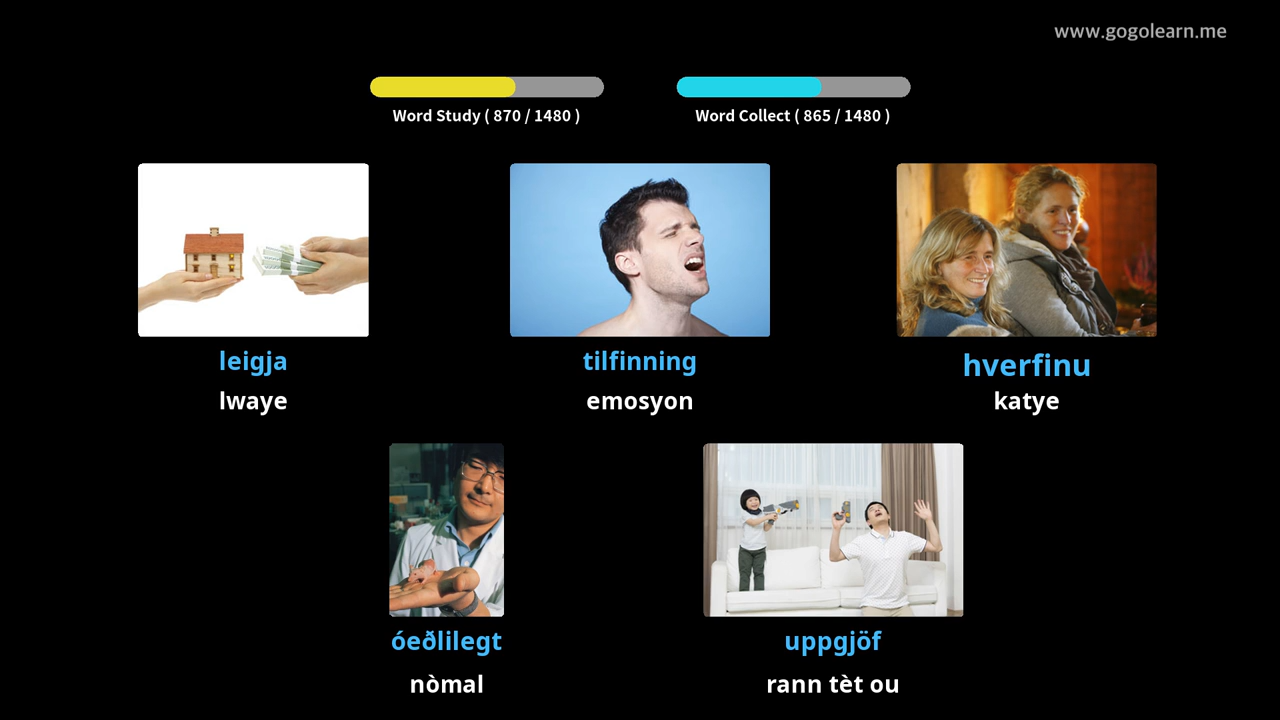 www.gogolearn.me
Word Study ( 870 / 1480 )
Word Collect ( 865 / 1480 )
leigja
lwaye
tilfinning
emosyon
hverfinu
katye
óeðlilegt
nòmal
uppgjöf
rann tèt ou